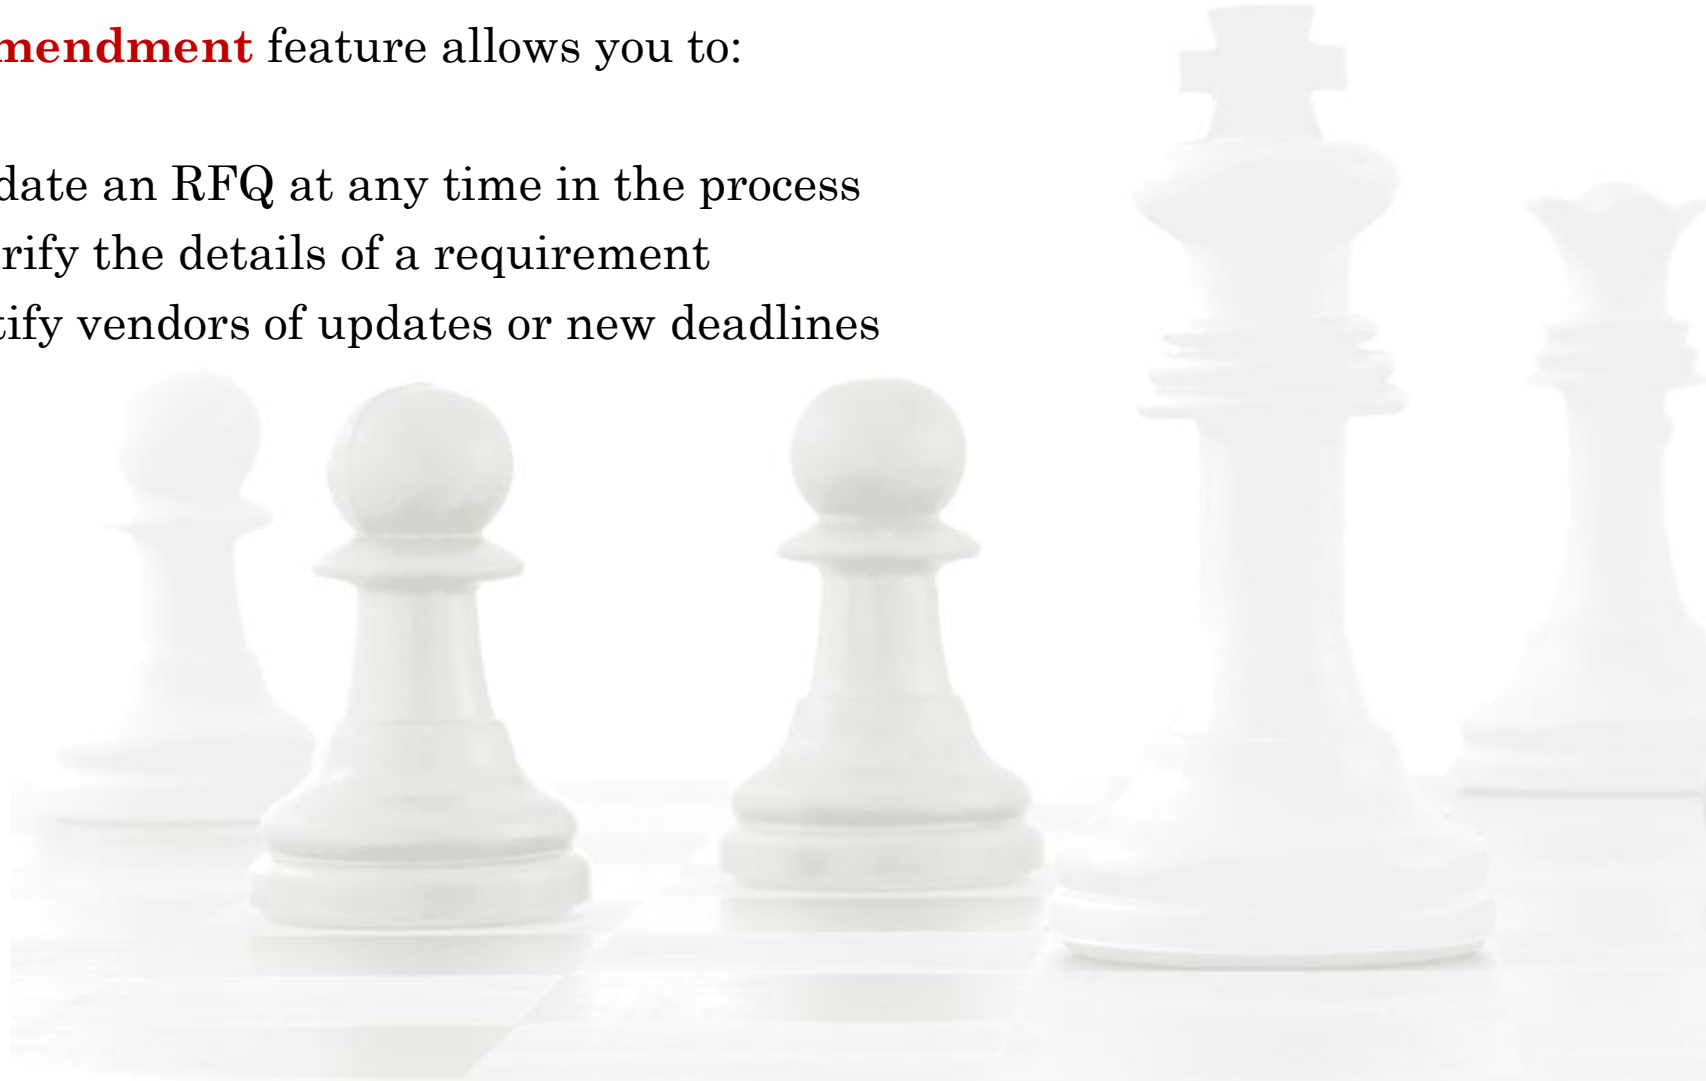 mendment feature allows you to:
date an RFQ at any time in the process
rify the details of a requirement
tify vendors of updates or new deadlines